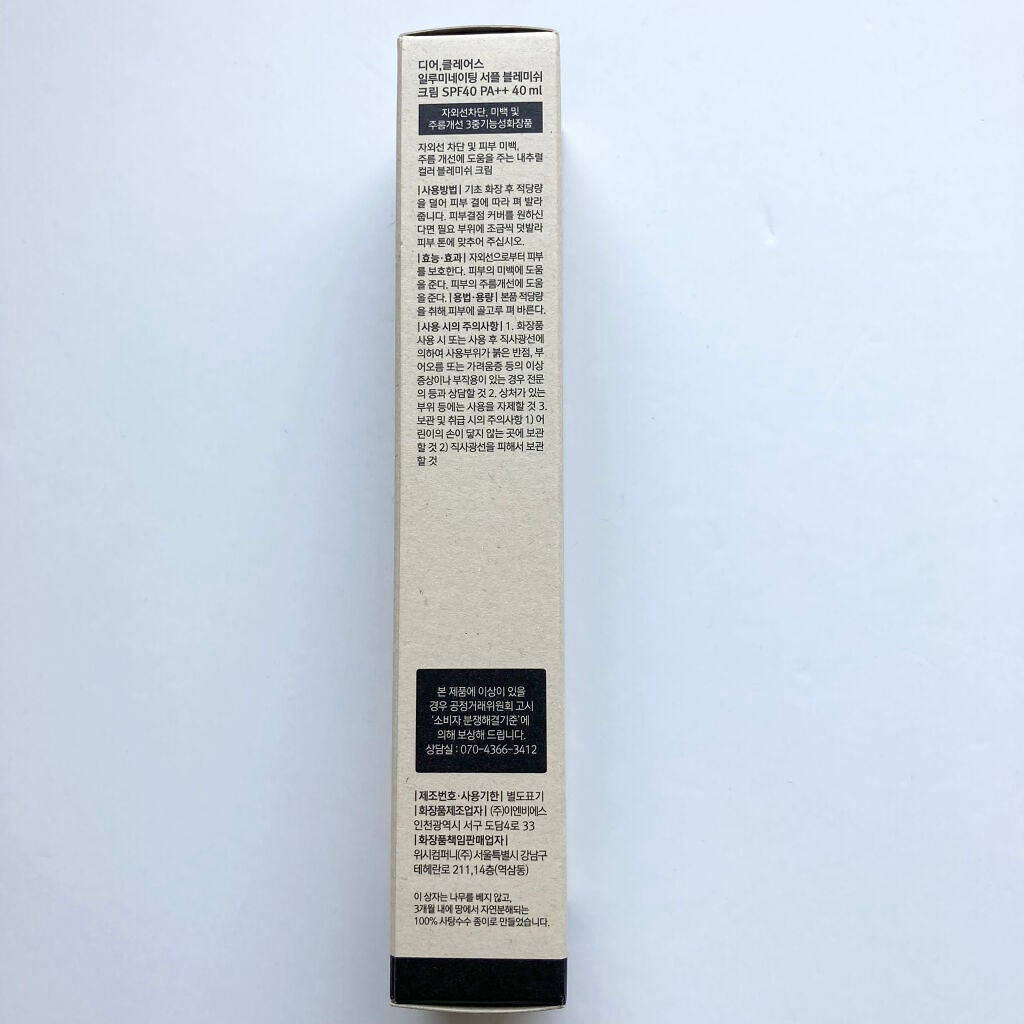 디어,클레어스
일루미네이팅 서플 블레미쉬
크림 SPF40 PA++ 40 ml
자외선차단, 미백 및
주름개선 3중기능성화장품
자외선 차단 및 피부 미백,
주름 개선에 도움을 주는 내추럴
컬러 블레미쉬 크림
|사용방법| 기초 화장 후 적당량
을 덜어 피부 결에 따라 펴 발라
줍니다. 피부결점 커버를 원하신
다면 필요 부위에 조금씩 덧발라
피부 톤에 맞추어 주십시오.
|효능·효과| 자외선으로부터 피부
를 보호한다. 피부의 미백에 도움
을 준다. 피부의 주름개선에 도움
을 준다. |용법·용량| 본품 적당량
을 취해 피부에 골고루 펴 바른다.
|사용 시의 주의사항| 1. 화장품
사용 시 또는 사용 후 직사광선에
의하여 사용부위가 붉은 반점, 부
어오름 또는 가려움증 등의 이상
증상이나 부작용이 있는 경우 전문
의 등과 상담할 것 2. 상처가 있는
부위 등에는 사용을 자제할 것 3.
보관 및 취급 시의 주의사항 1) 어
린이의 손이 닿지 않는 곳에 보관
할 것 2) 직사광선을 피해서 보관
할 것
본 제품에 이상이 있을
경우 공정거래위원회 고시
'소비자 분쟁해결기준'에
의해 보상해 드립니다.
상담실 : 070-4366-3412
|제조번호·사용기한| 별도표기
|화장품제조업자| (주)이엔비에스
인천광역시 서구 도담4로 33
|화장품책임판매업자|
위시컴퍼니(주) 서울특별시 강남구
테헤란로 211,14층(역삼동)
이 상자는 나무를 베지 않고,
3개월 내에 땅에서 자연분해되는
100% 사탕수수 종이로 만들었습니다.